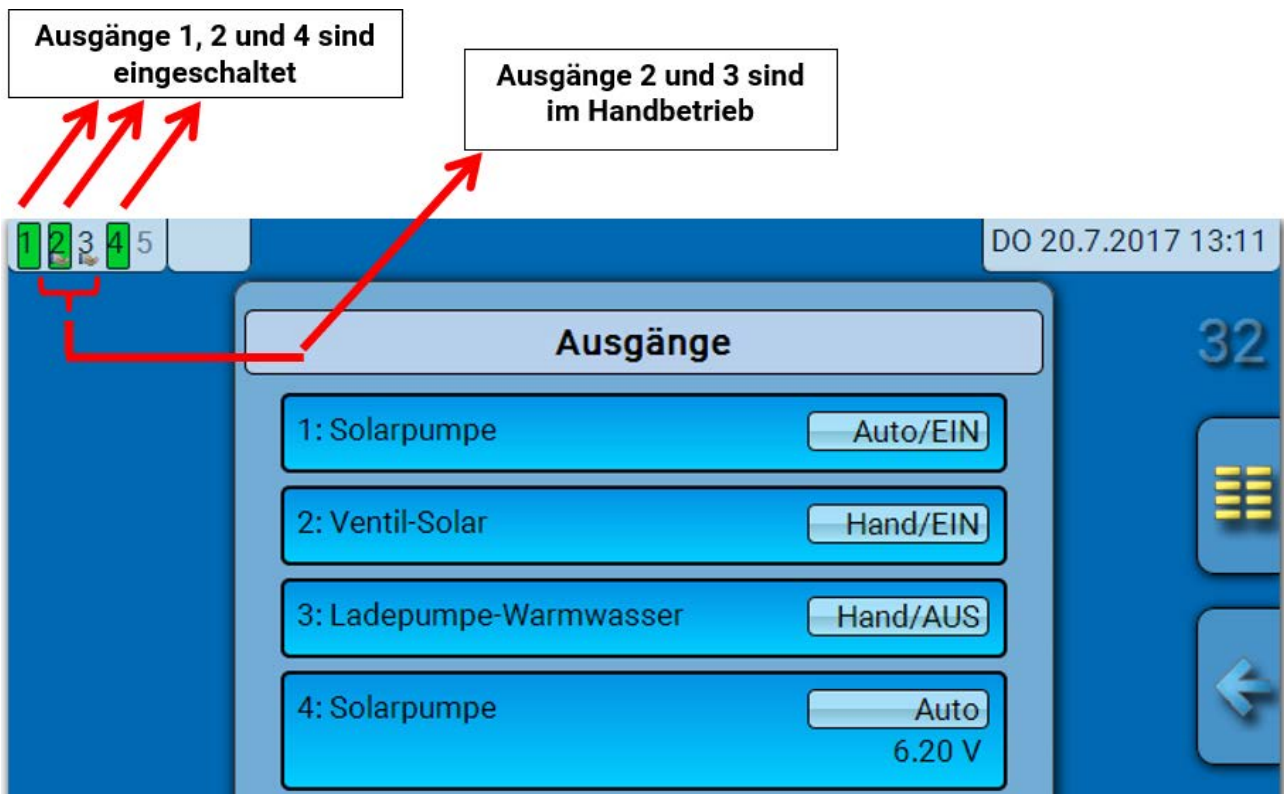 Ausgänge 1, 2 und 4 sind
eingeschaltet
Ausgänge 2 und 3 sind
im Handbetrieb
1 2 3 4 5
DO 20.7.2017 13:11
Ausgänge
32
1: Solarpumpe Auto/EIN
2: Ventil-Solar Hand/EIN
3: Ladepumpe-Warmwasser Hand/AUS
4: Solarpumpe Auto
6.20 V